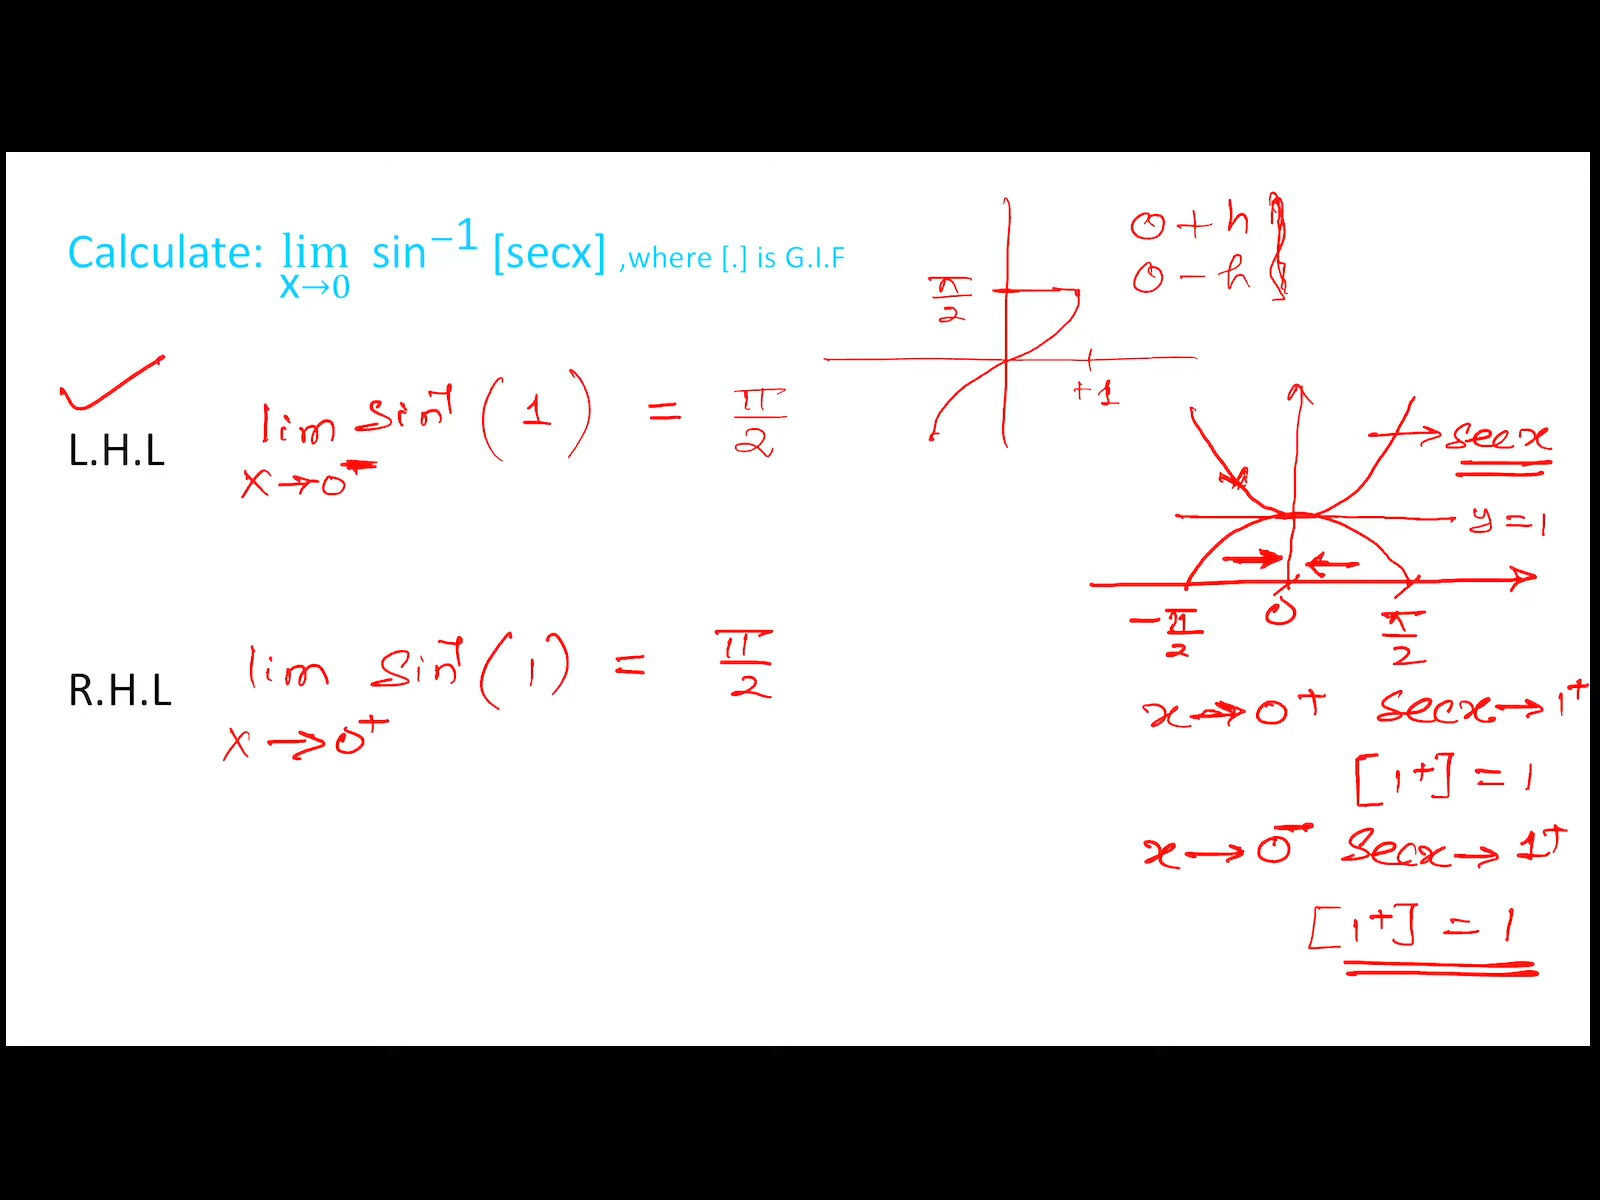 Calculate: lim x→0 sin⁻¹ [secx] ,where [.] is G.I.F
0 + h
0 − h
π/2
+1
L.H.L lim x→0⁻ sin⁻¹ (1) = π/2
secx
y = 1
−π/2 0 π/2
R.H.L lim x→0⁺ sin⁻¹ (1) = π/2
x → 0⁺ secx → 1⁺
[1+] = 1
x → 0⁻ secx → 1⁺
[1+] = 1